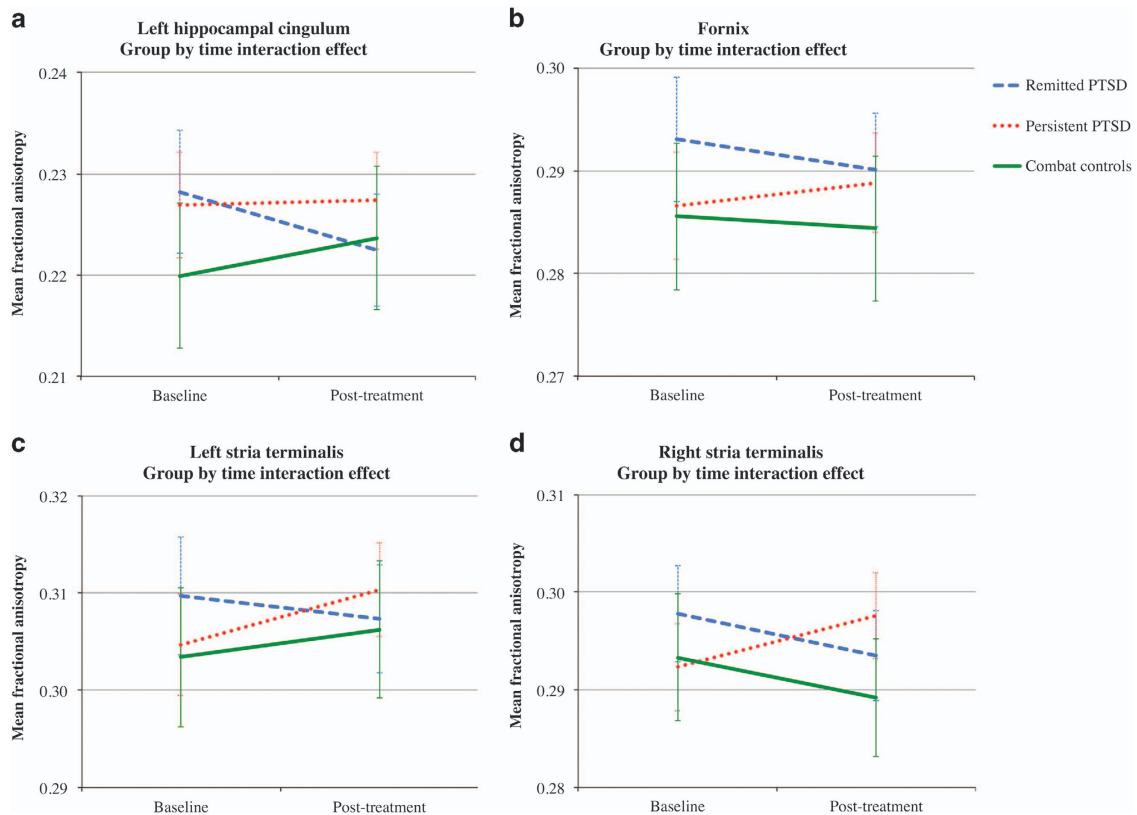 a
Left hippocampal cingulum
Group by time interaction effect
Mean fractional anisotropy
0.24
0.23
0.22
0.21
Baseline
Post-treatment
b
Fornix
Group by time interaction effect
Mean fractional anisotropy
0.30
0.29
0.28
0.27
Baseline
Post-treatment
Remitted PTSD
Persistent PTSD
Combat controls
c
Left stria terminalis
Group by time interaction effect
Mean fractional anisotropy
0.32
0.31
0.30
0.29
Baseline
Post-treatment
d
Right stria terminalis
Group by time interaction effect
Mean fractional anisotropy
0.31
0.30
0.29
0.28
Baseline
Post-treatment